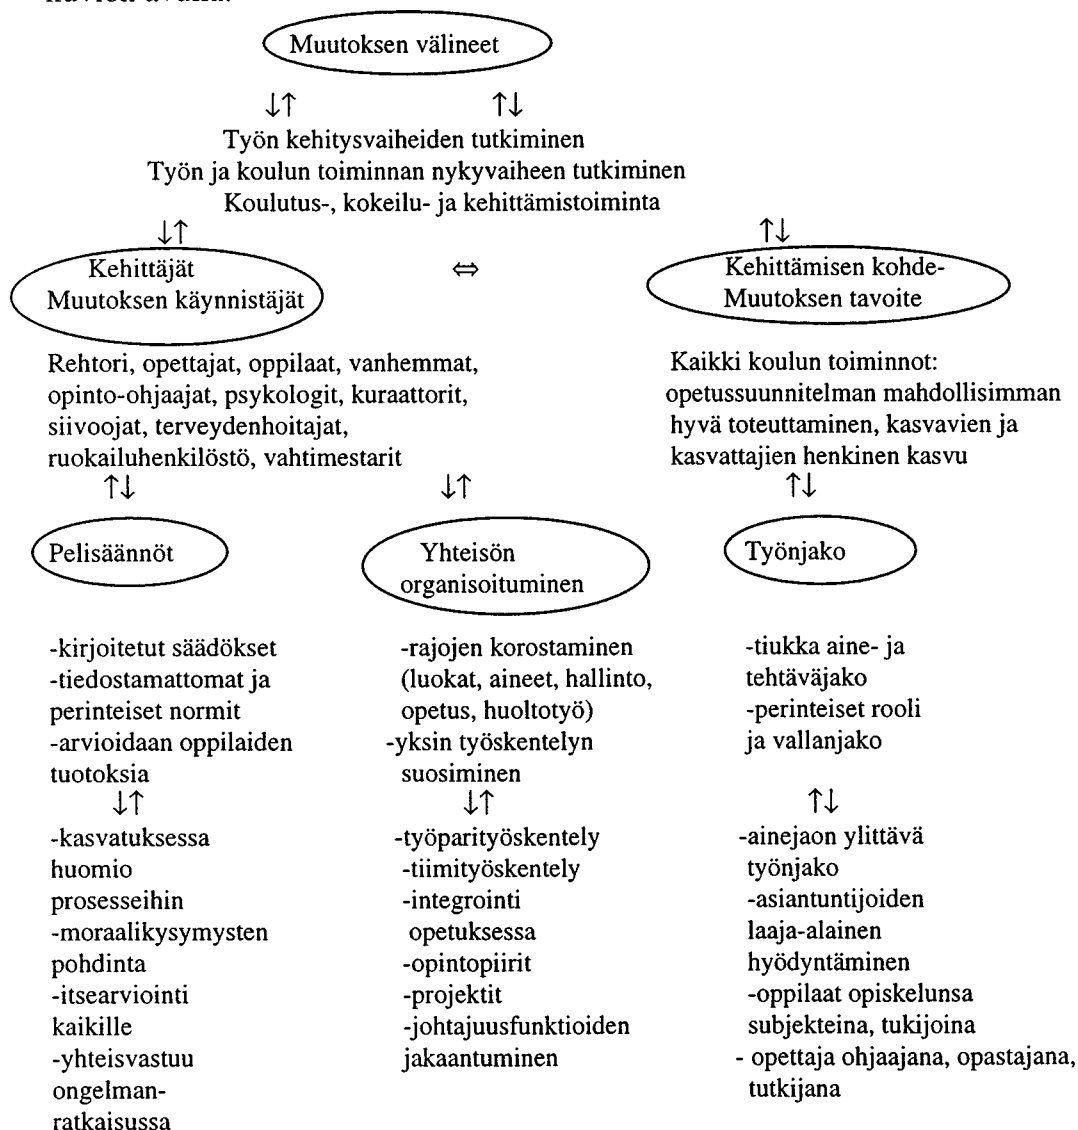 Muutoksen välineet
↓↑ ↑↓
Työn kehitysvaiheiden tutkiminen
Työn ja koulun toiminnan nykyvaiheen tutkiminen
Koulutus-, kokeilu- ja kehittämistoiminta
↓↑ ↑↓
Kehittäjät
Muutoksen käynnistäjät
⇔
Kehittämisen kohde-
Muutoksen tavoite
Rehtori, opettajat, oppilaat, vanhemmat,
opinto-ohjaajat, psykologit, kuraattorit,
siivoojat, terveydenhoitajat,
ruokailuhenkilöstö, vahtimestarit
Kaikki koulun toiminnot:
opetussuunnitelman mahdollisimman
hyvä toteuttaminen, kasvavien ja
kasvattajien henkinen kasvu
↑↓ ↓↑ ↑↓
Pelisäännöt
-kirjoitetut säädökset
-tiedostamattomat ja
perinteiset normit
-arvioidaan oppilaiden
tuotoksia
↓↑
-kasvatuksessa
huomio
prosesseihin
-moraalikysymysten
pohdinta
-itsearviointi
kaikille
-yhteisvastuu
ongelman-
ratkaisussa
Yhteisön
organisoituminen
-rajojen korostaminen
(luokat, aineet, hallinto,
opetus, huoltotyö)
-yksin työskentelyn
suosiminen
↓↑
-työparityöskentely
-tiimityöskentely
-integrointi
opetuksessa
-opintopiirit
-projektit
-johtajuusfunktioiden
jakaantuminen
Työnjako
-tiukka aine- ja
tehtäväjako
-perinteiset rooli
ja vallanjako
↑↓
-ainejaon ylittävä
työnjako
-asiantuntijoiden
laaja-alainen
hyödyntäminen
-oppilaat opiskelunsa
subjekteina, tukijoina
- opettaja ohjaajana, opastajana,
tutkijana